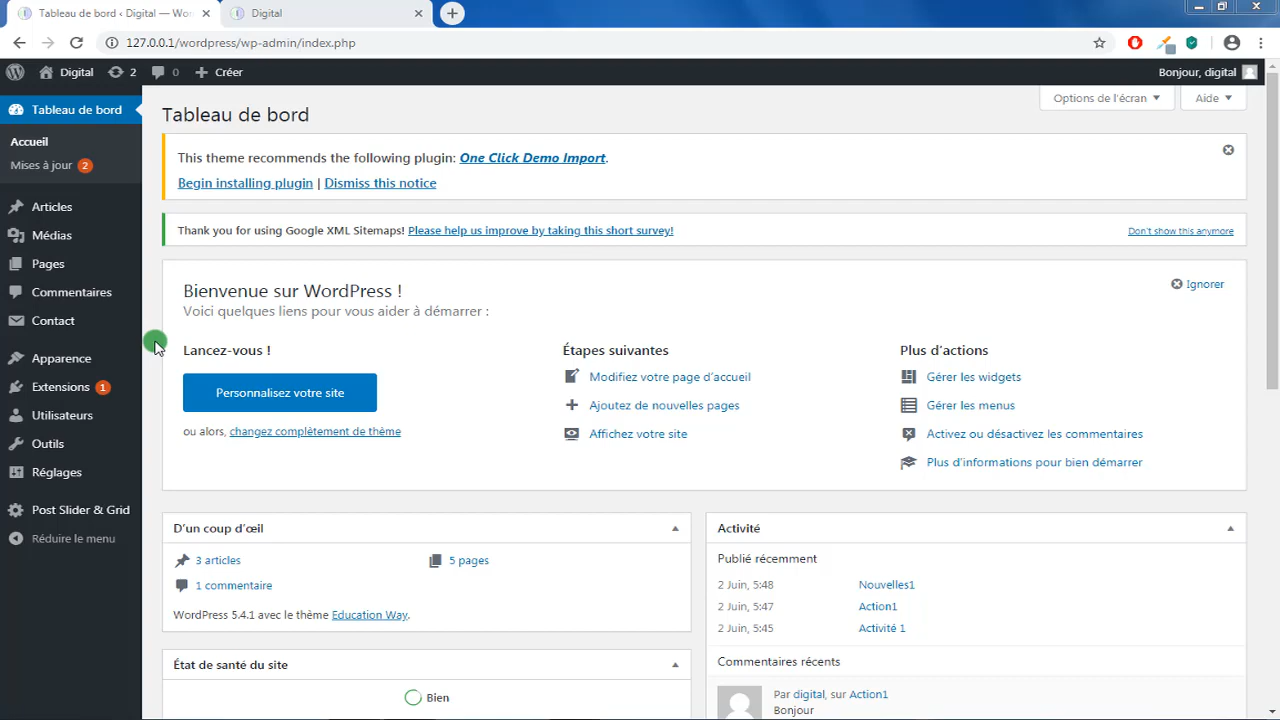 Tableau de bord ‹ Digital — Wor
Digital
127.0.0.1/wordpress/wp-admin/index.php
Digital 2 0 Créer
Bonjour, digital
Tableau de bord
Accueil
Mises à jour 2
Articles
Médias
Pages
Commentaires
Contact
Apparence
Extensions 1
Utilisateurs
Outils
Réglages
Post Slider & Grid
Réduire le menu
Options de l'écran
Aide
Tableau de bord
This theme recommends the following plugin: One Click Demo Import.
Begin installing plugin | Dismiss this notice
Thank you for using Google XML Sitemaps! Please help us improve by taking this short survey!
Don't show this anymore
Bienvenue sur WordPress !
Ignorer
Voici quelques liens pour vous aider à démarrer :
Lancez-vous !
Personnalisez votre site
ou alors, changez complètement de thème
Étapes suivantes
Modifiez votre page d'accueil
Ajoutez de nouvelles pages
Affichez votre site
Plus d'actions
Gérer les widgets
Gérer les menus
Activez ou désactivez les commentaires
Plus d'informations pour bien démarrer
D'un coup d'œil
3 articles
5 pages
1 commentaire
WordPress 5.4.1 avec le thème Education Way.
État de santé du site
Bien
Activité
Publié récemment
2 Juin, 5:48 Nouvelles1
2 Juin, 5:47 Action1
2 Juin, 5:45 Activité 1
Commentaires récents
Par digital, sur Action1
Bonjour